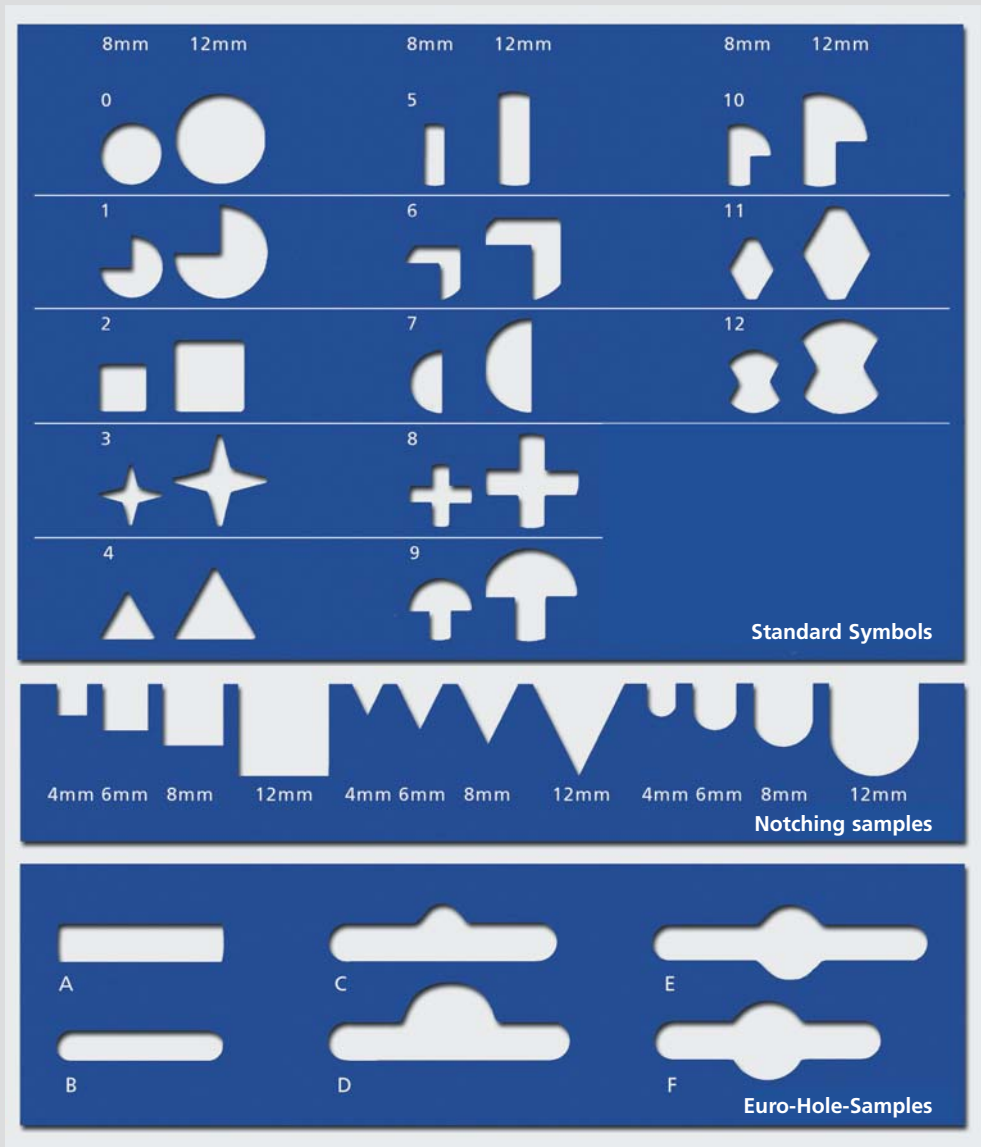 8mm 12mm 8mm 12mm 8mm 12mm
0 5 10
1 6 11
2 7 12
3 8
4 9
Standard Symbols
4mm 6mm 8mm 12mm 4mm 6mm 8mm 12mm 4mm 6mm 8mm 12mm
Notching samples
A C E
B D F
Euro-Hole-Samples